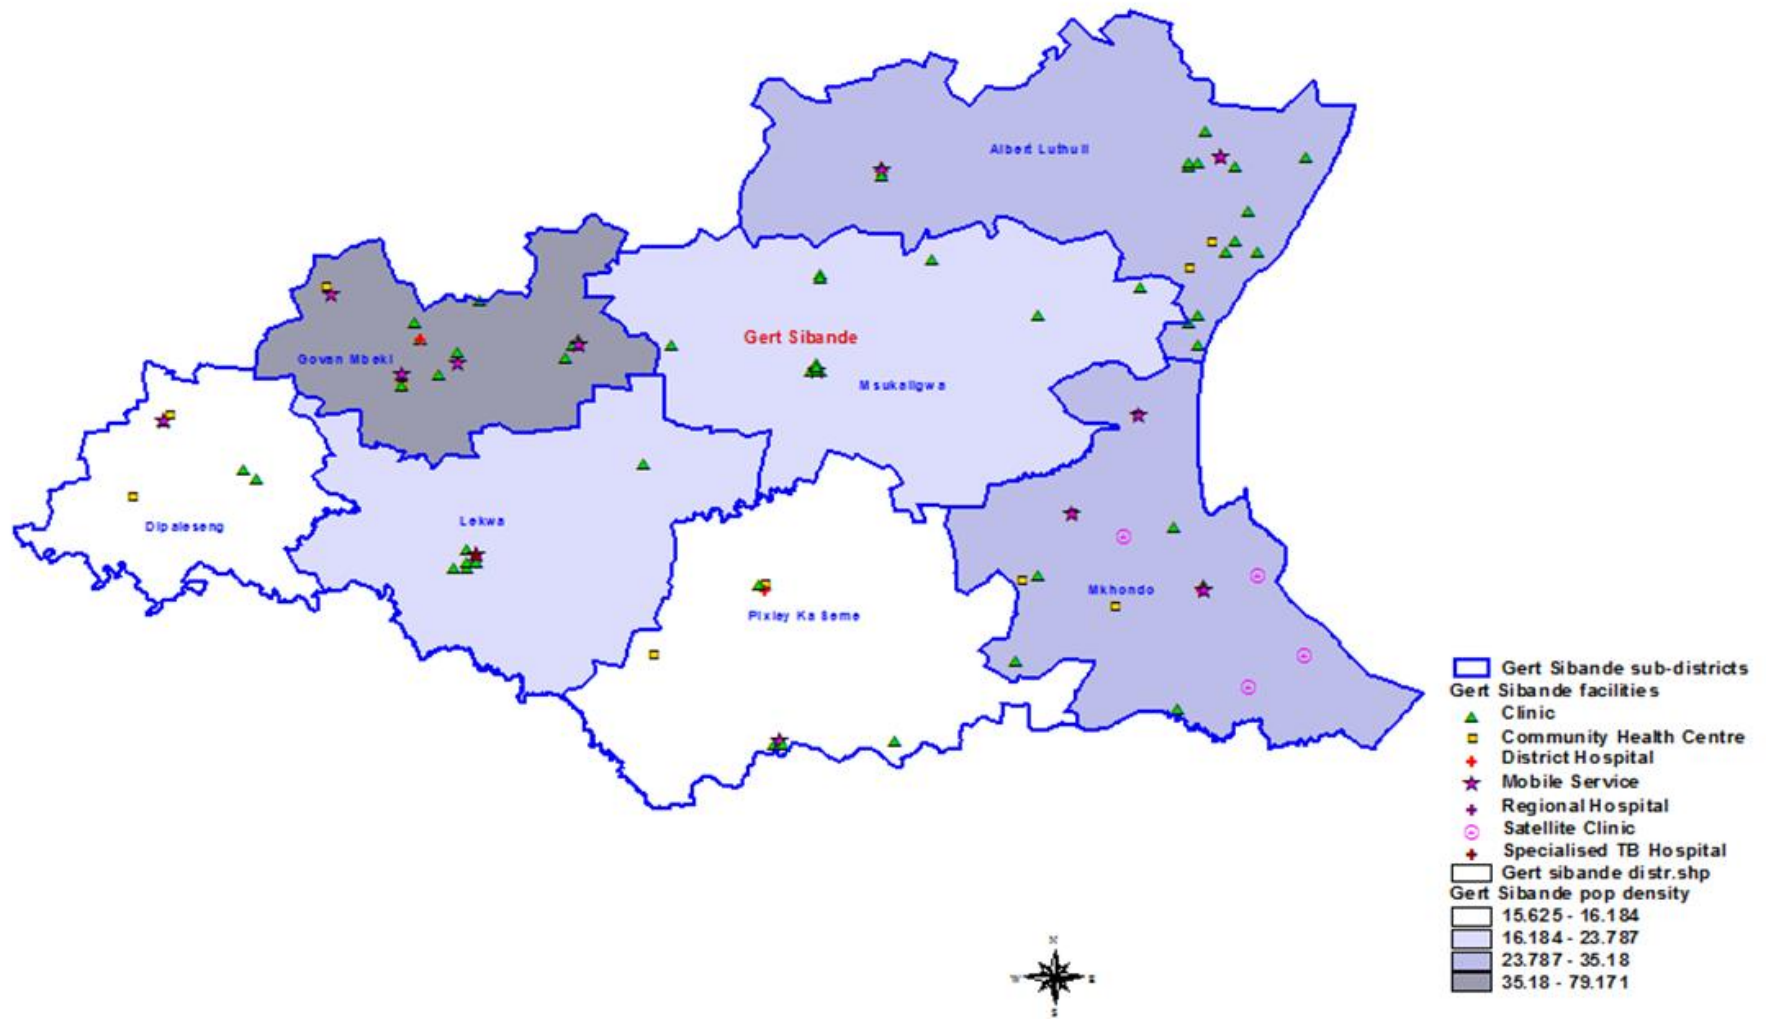 Albert Luthuli
Gert Sibande
Govan Mbeki
Msukaligwa
Dipaleseng
Lekwa
Mkhondo
Pixley Ka Seme
Gert Sibande sub-districts
Gert Sibande facilities
Clinic
Community Health Centre
District Hospital
Mobile Service
Regional Hospital
Satellite Clinic
Specialised TB Hospital
Gert sibande distr.shp
Gert Sibande pop density
15.625 - 16.184
16.184 - 23.787
23.787 - 35.18
35.18 - 79.171
N
W E
S